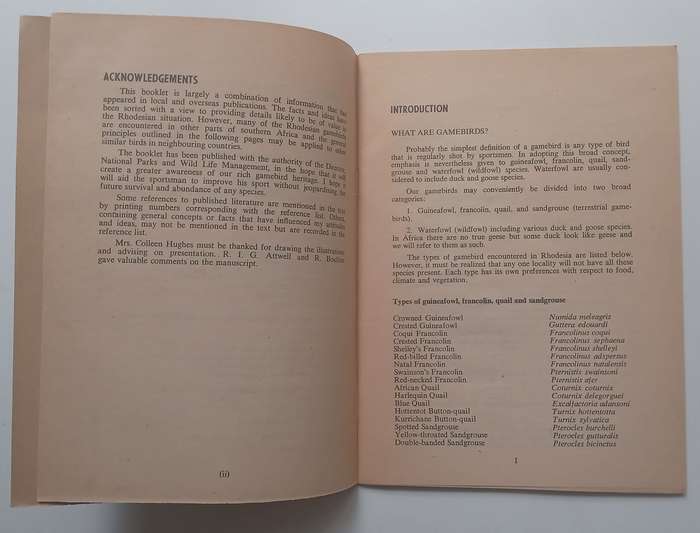 ACKNOWLEDGEMENTS
This booklet is largely a combination of information that has
appeared in local and overseas publications. The facts and ideas have
been sorted with a view to providing details likely to be of value in
the Rhodesian situation. However, many of the Rhodesian gamebirds
are encountered in other parts of southern Africa and the general
principles outlined in the following pages may be applied to other
similar birds in neighbouring countries.
The booklet has been published with the authority of the Director,
National Parks and Wild Life Management, in the hope that it will
create a greater awareness of our rich gamebird heritage. I hope it
will aid the sportsman to improve his sport without jeopardising the
future survival and abundance of any species.
Some references to published literature are mentioned in the text
by printing numbers corresponding with the reference list. Others,
containing general concepts or facts that have influenced my attitudes
and ideas, may not be mentioned in the text but are recorded in the
reference list.
Mrs. Colleen Hughes must be thanked for drawing the illustrations
and advising on presentation. R. I. G. Attwell and R.
gave valuable comments on the manuscript.
(ii)
INTRODUCTION
WHAT ARE GAMEBIRDS?
Probably the simplest definition of a gamebird is any type of bird
that is regularly shot by sportsmen. In adopting this broad concept,
emphasis is nevertheless given to guineafowl, francolin, quail, sand-
grouse and waterfowl (wildfowl) species. Waterfowl are usually con-
sidered to include duck and goose species.
Our gamebirds may conveniently be divided into two broad
categories:
1. Guineafowl, francolin, quail, and sandgrouse (terrestrial game-
birds).
2. Waterfowl (wildfowl) including various duck and goose species.
In Africa there are no true geese but some duck look like geese and
we will refer to them as such.
The types of gamebird encountered in Rhodesia are listed below.
However, it must be realized that any one locality will not have all these
species present. Each type has its own preferences with respect to food,
climate and vegetation.
Types of guineafowl, francolin, quail and sandgrouse
Crowned Guineafowl Numida meleagris
Crested Guineafowl Guttera edouardi
Coqui Francolin Francolinus coqui
Crested Francolin Francolinus sephaena
Shelley's Francolin Francolinus shelleyi
Red-billed Francolin Francolinus adspersus
Natal Francolin Francolinus natalensis
Swainson's Francolin Pternistis swainsoni
Red-necked Francolin Pternistis afer
African Quail Coturnix coturnix
Harlequin Quail Coturnix delegorguei
Blue Quail Excalfactoria adansoni
Hottentot Button-quail Turnix hottentotta
Kurrichane Button-quail Turnix sylvatica
Spotted Sandgrouse Pterocles burchelli
Yellow-throated Sandgrouse Pterocles gutturalis
Double-banded Sandgrouse Pterocles bicinctus
1